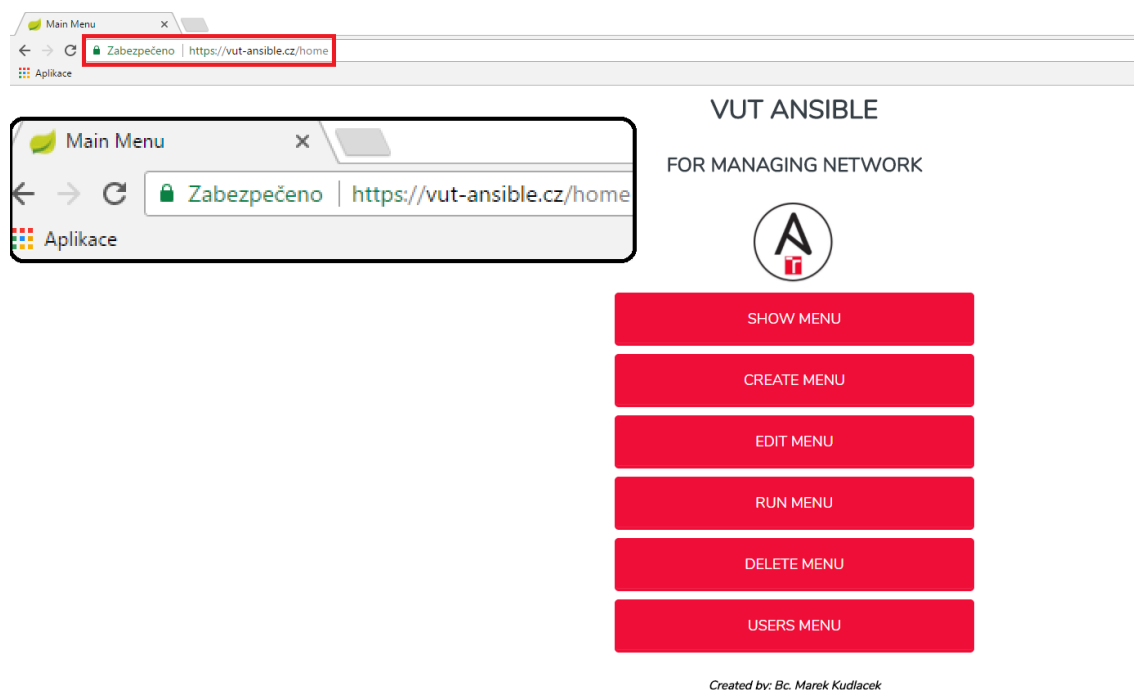 Main Menu
Zabezpečeno | https://vut-ansible.cz/home
Aplikace
Main Menu
Zabezpečeno | https://vut-ansible.cz/home
Aplikace
VUT ANSIBLE
FOR MANAGING NETWORK
SHOW MENU
CREATE MENU
EDIT MENU
RUN MENU
DELETE MENU
USERS MENU
Created by: Bc. Marek Kudlacek